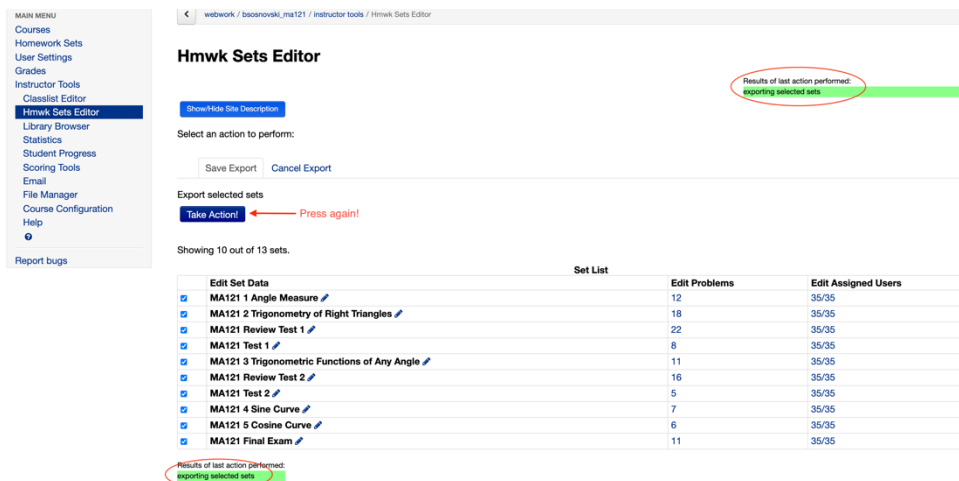 MAIN MENU
Courses
Homework Sets
User Settings
Grades
Instructor Tools
Classlist Editor
Hmwk Sets Editor
Library Browser
Statistics
Student Progress
Scoring Tools
Email
File Manager
Course Configuration
Help
?
Report bugs
webwork / bsosnovski_ma121 / instructor tools / Hmwk Sets Editor
Hmwk Sets Editor
Results of last action performed:
exporting selected sets
Show/Hide Site Description
Select an action to perform:
Save Export Cancel Export
Export selected sets
Take Action! Press again!
Showing 10 out of 13 sets.
Set List
Edit Set Data Edit Problems Edit Assigned Users
MA121 1 Angle Measure 12 35/35
MA121 2 Trigonometry of Right Triangles 18 35/35
MA121 Review Test 1 22 35/35
MA121 Test 1 8 35/35
MA121 3 Trigonometric Functions of Any Angle 11 35/35
MA121 Review Test 2 16 35/35
MA121 Test 2 5 35/35
MA121 4 Sine Curve 7 35/35
MA121 5 Cosine Curve 6 35/35
MA121 Final Exam 11 35/35
Results of last action performed:
exporting selected sets